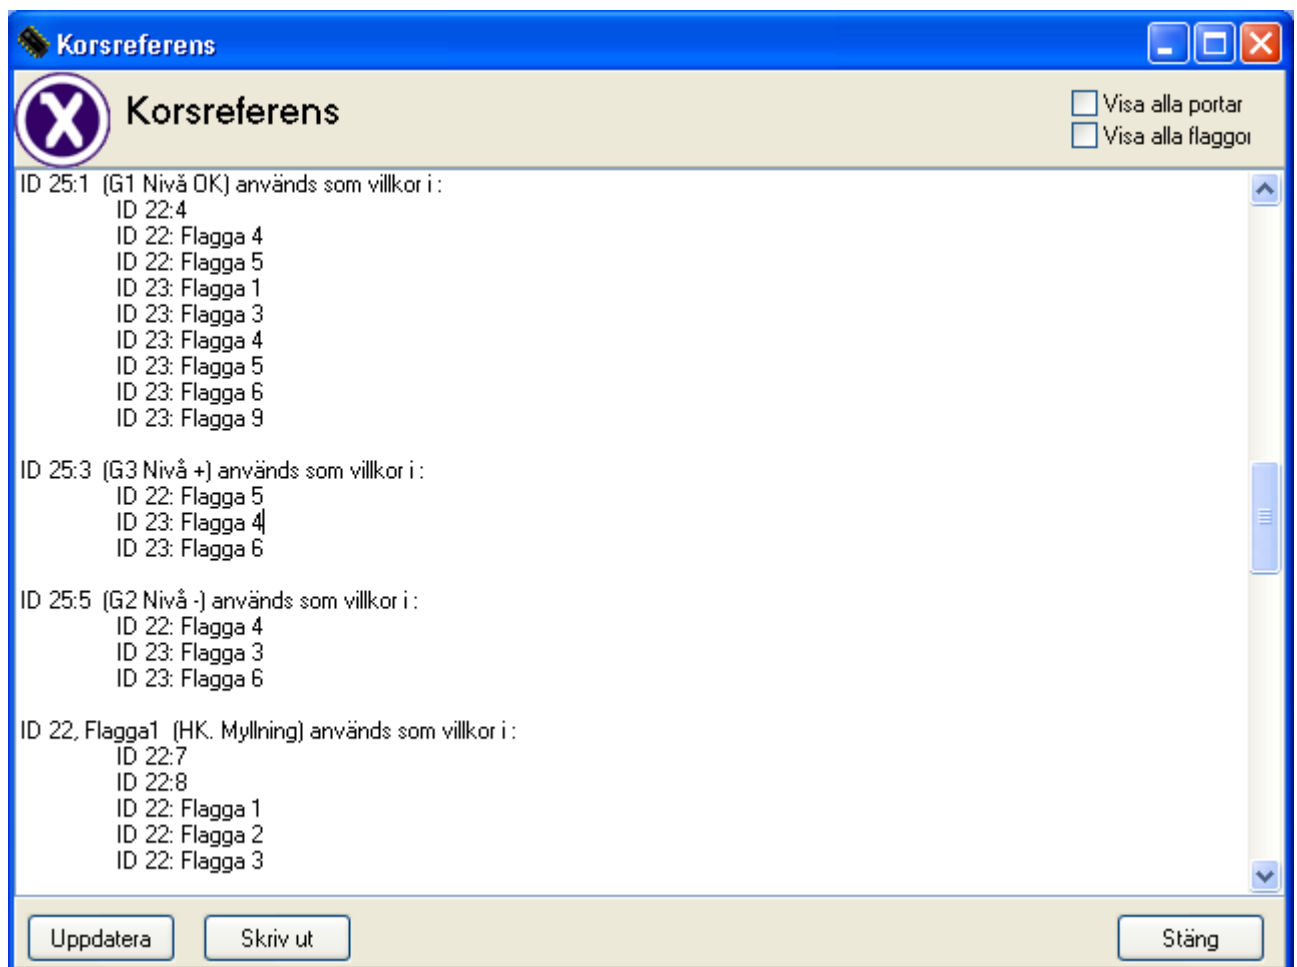 Korsreferens
Korsreferens
Visa alla portar
Visa alla flaggor
ID 25:1 (G1 Nivå OK) används som villkor i :
ID 22:4
ID 22: Flagga 4
ID 22: Flagga 5
ID 23: Flagga 1
ID 23: Flagga 3
ID 23: Flagga 4
ID 23: Flagga 5
ID 23: Flagga 6
ID 23: Flagga 9
ID 25:3 (G3 Nivå +) används som villkor i :
ID 22: Flagga 5
ID 23: Flagga 4
ID 23: Flagga 6
ID 25:5 (G2 Nivå -) används som villkor i :
ID 22: Flagga 4
ID 23: Flagga 3
ID 23: Flagga 6
ID 22, Flagga1 (HK. Myllning) används som villkor i :
ID 22:7
ID 22:8
ID 22: Flagga 1
ID 22: Flagga 2
ID 22: Flagga 3
Uppdatera
Skriv ut
Stäng